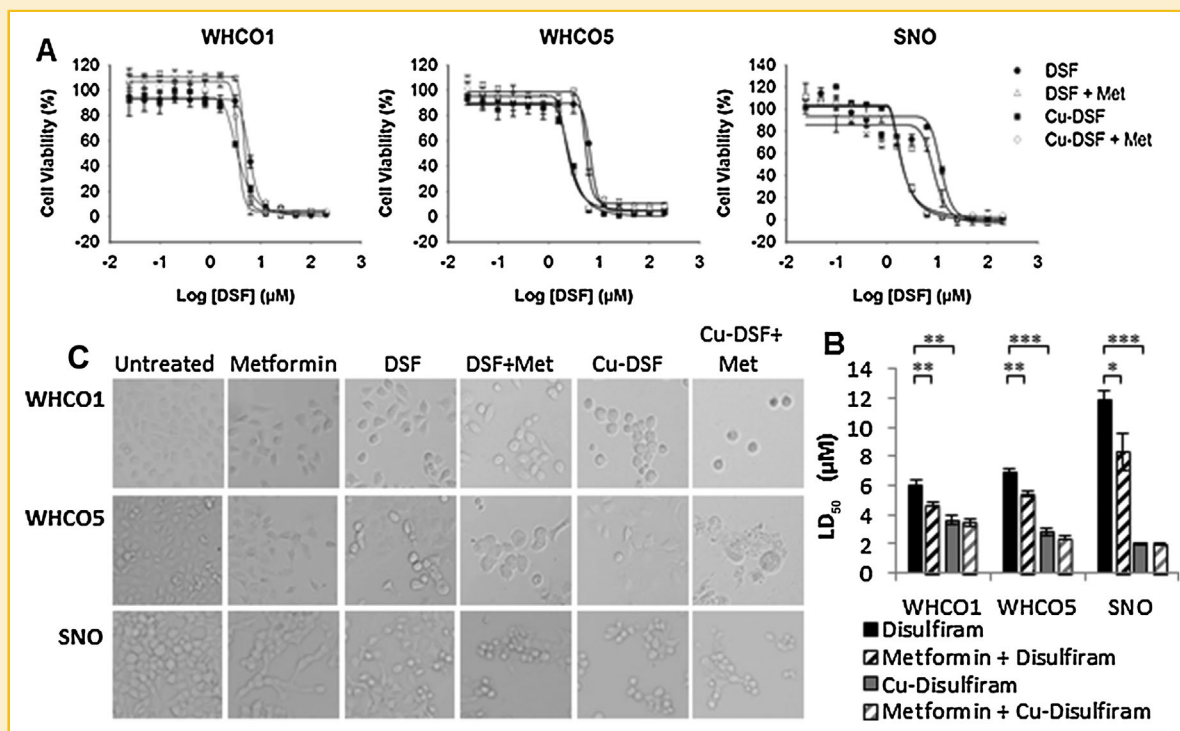 A
WHCO1
WHCO5
SNO
Cell Viability (%)
120
100
80
60
40
20
0
-20
-2
-1
0
1
2
3
Log [DSF] (µM)
Cell Viability (%)
120
100
80
60
40
20
0
-20
-2
-1
0
1
2
3
Log [DSF] (µM)
Cell Viability (%)
140
120
100
80
60
40
20
0
-20
-2
-1
0
1
2
3
Log [DSF] (µM)
DSF
DSF + Met
Cu-DSF
Cu-DSF + Met
C
Untreated
Metformin
DSF
DSF+Met
Cu-DSF
Cu-DSF+
Met
WHCO1
WHCO5
SNO
B
LD50 (µM)
14
12
10
8
6
4
2
0
**
**
***
**
***
*
WHCO1
WHCO5
SNO
Disulfiram
Metformin + Disulfiram
Cu-Disulfiram
Metformin + Cu-Disulfiram